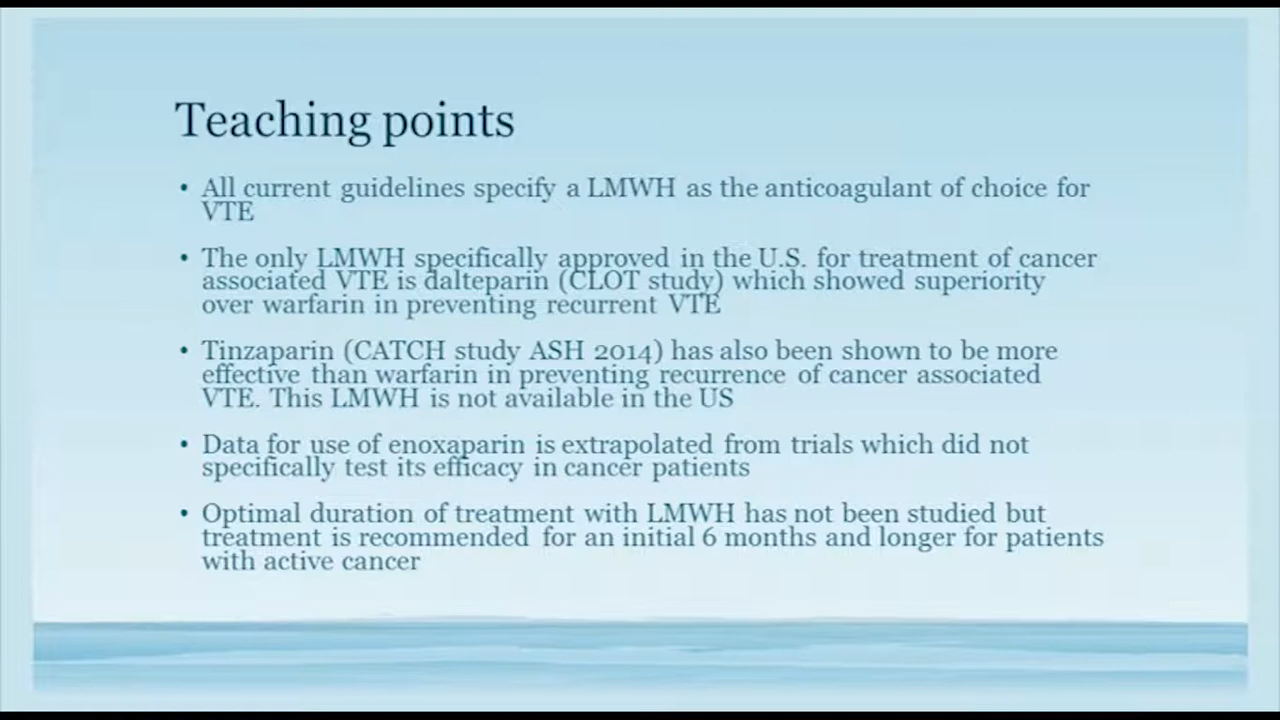 Teaching points
• All current guidelines specify a LMWH as the anticoagulant of choice for
VTE
• The only LMWH specifically approved in the U.S. for treatment of cancer
associated VTE is dalteparin (CLOT study) which showed superiority
over warfarin in preventing recurrent VTE
• Tinzaparin (CATCH study ASH 2014) has also been shown to be more
effective than warfarin in preventing recurrence of cancer associated
VTE. This LMWH is not available in the US
• Data for use of enoxaparin is extrapolated from trials which did not
specifically test its efficacy in cancer patients
• Optimal duration of treatment with LMWH has not been studied but
treatment is recommended for an initial 6 months and longer for patients
with active cancer